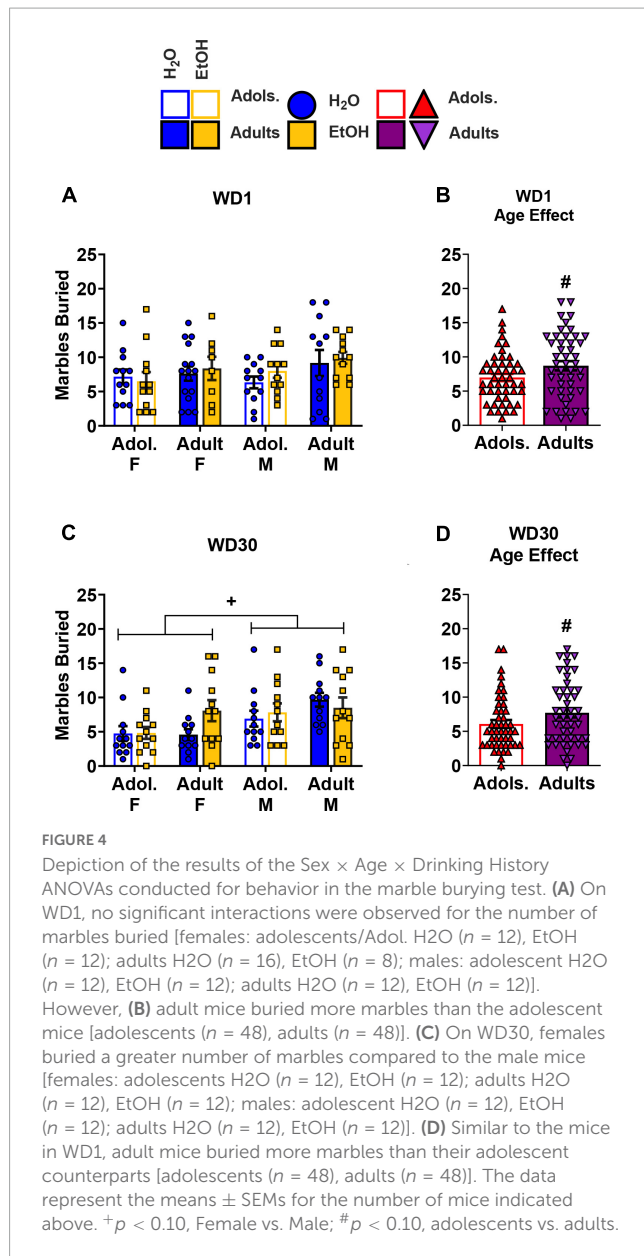 H₂O
EtOH
Adols.
Adults
H₂O
EtOH
Adols.
Adults
A
WD1
Marbles Buried
25
20
15
10
5
0
Adol. Adult Adol. Adult
F F M M
B
WD1
Age Effect
#
25
20
15
10
5
0
Adols. Adults
C
WD30
+
Marbles Buried
25
20
15
10
5
0
Adol. Adult Adol. Adult
F F M M
D
WD30
Age Effect
#
25
20
15
10
5
0
Adols. Adults
FIGURE 4
Depiction of the results of the Sex × Age × Drinking History
ANOVAs conducted for behavior in the marble burying test. (A) On
WD1, no significant interactions were observed for the number of
marbles buried [females: adolescents/Adol. H2O (n = 12), EtOH
(n = 12); adults H2O (n = 16), EtOH (n = 8); males: adolescent H2O
(n = 12), EtOH (n = 12); adults H2O (n = 12), EtOH (n = 12)].
However, (B) adult mice buried more marbles than the adolescent
mice [adolescents (n = 48), adults (n = 48)]. (C) On WD30, females
buried a greater number of marbles compared to the male mice
[females: adolescents H2O (n = 12), EtOH (n = 12); adults H2O
(n = 12), EtOH (n = 12); males: adolescent H2O (n = 12), EtOH
(n = 12); adults H2O (n = 12), EtOH (n = 12)]. (D) Similar to the mice
in WD1, adult mice buried more marbles than their adolescent
counterparts [adolescents (n = 48), adults (n = 48)]. The data
represent the means ± SEMs for the number of mice indicated
above. ⁺p < 0.10, Female vs. Male; #p < 0.10, adolescents vs. adults.